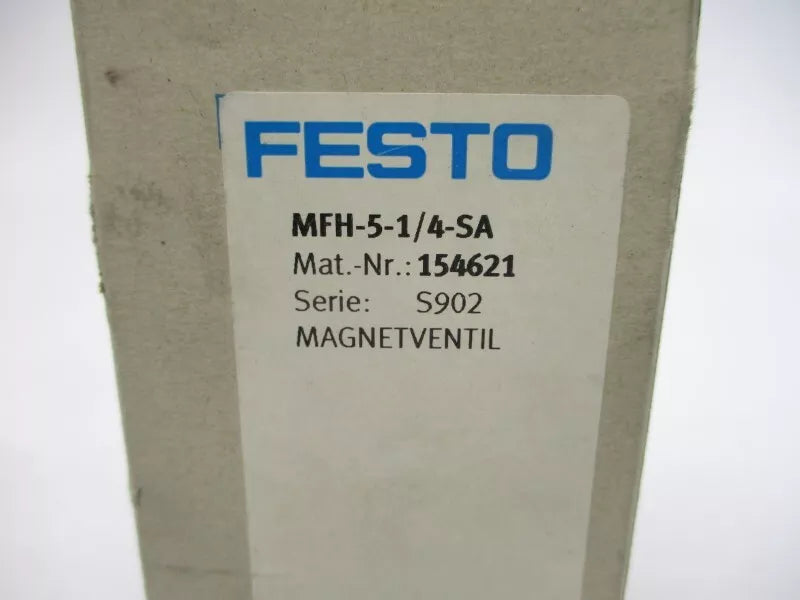 FESTO
MFH-5-1/4-SA
Mat.-Nr.: 154621
Serie: S902
MAGNETVENTIL